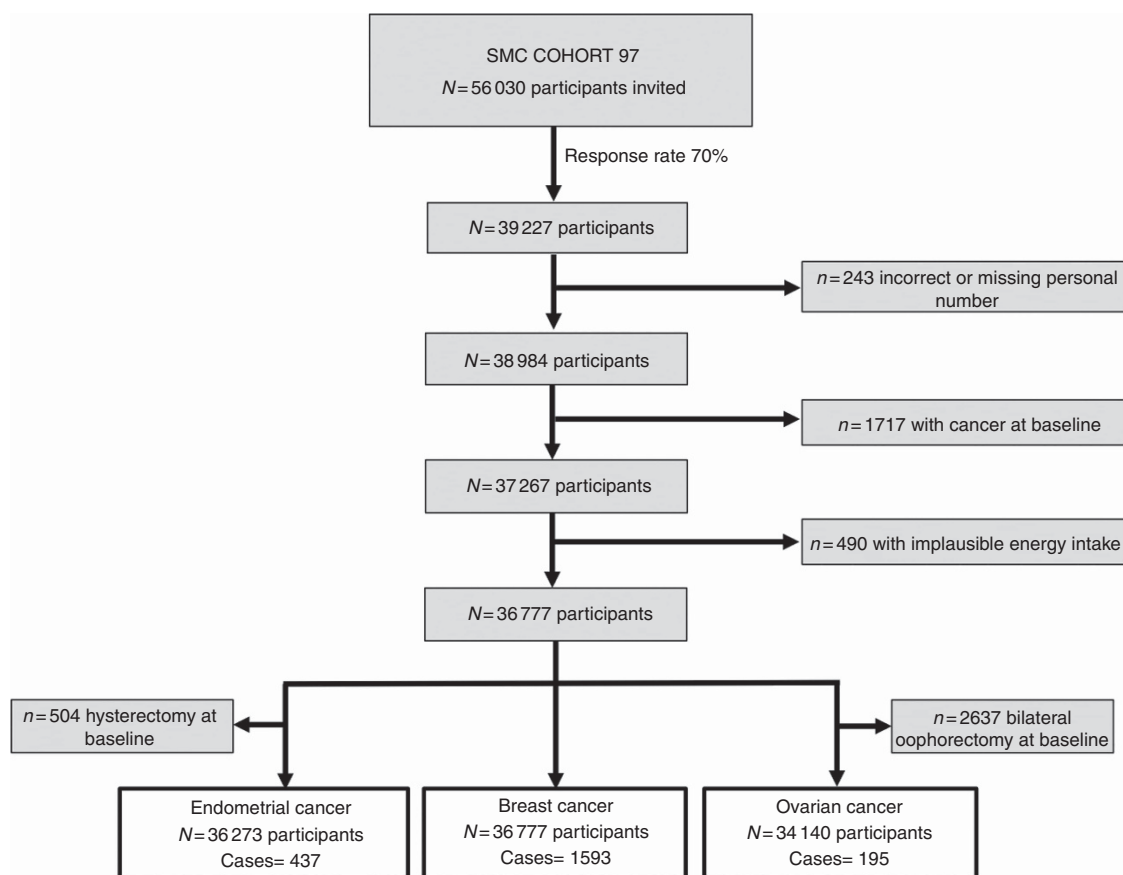 SMC COHORT 97
N=56 030 participants invited
Response rate 70%
N=39 227 participants
n=243 incorrect or missing personal
number
N=38 984 participants
n=1717 with cancer at baseline
N=37 267 participants
n=490 with implausible energy intake
N=36 777 participants
n=504 hysterectomy at
baseline
n=2637 bilateral
oophorectomy at baseline
Endometrial cancer
N=36 273 participants
Cases= 437
Breast cancer
N=36 777 participants
Cases= 1593
Ovarian cancer
N=34 140 participants
Cases= 195